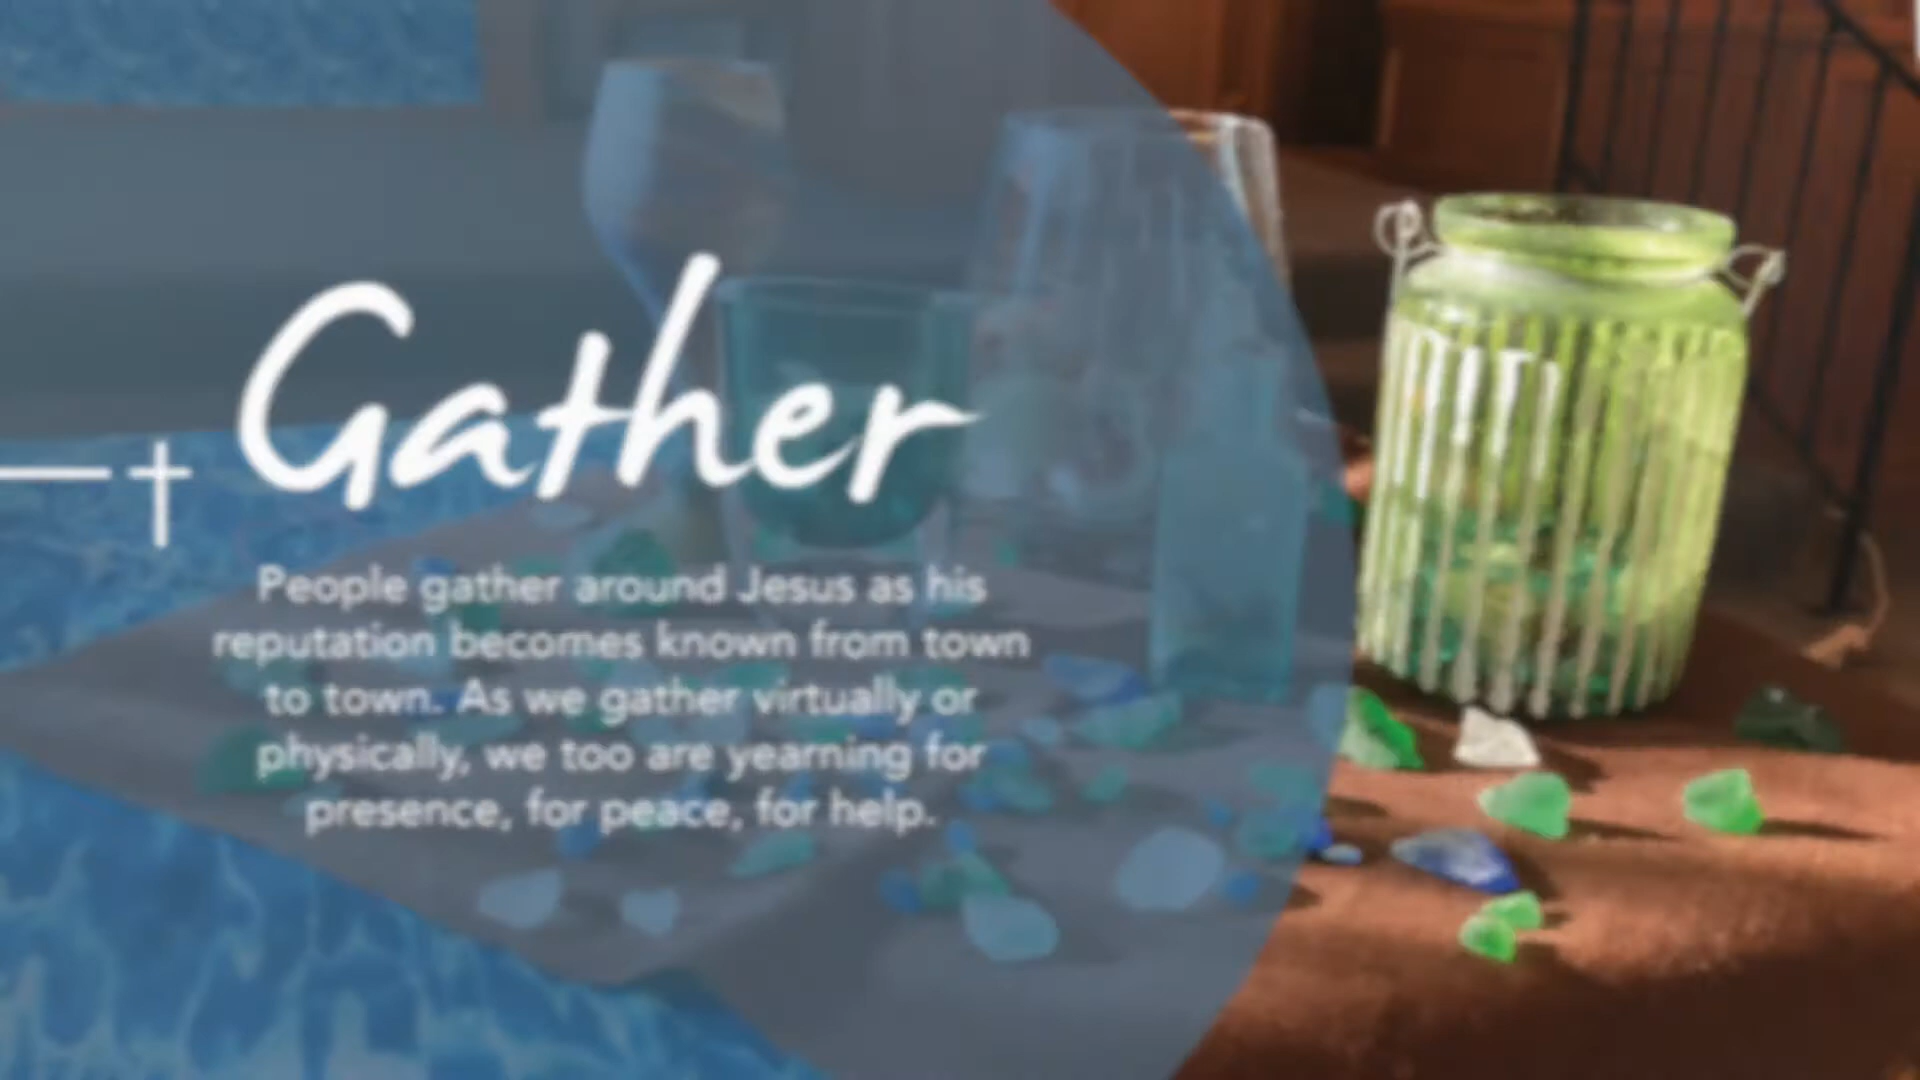 Gather
People gather around Jesus as his
reputation becomes known from town
to town. As we gather virtually or
physically, we too are yearning for
presence, for peace, for help.